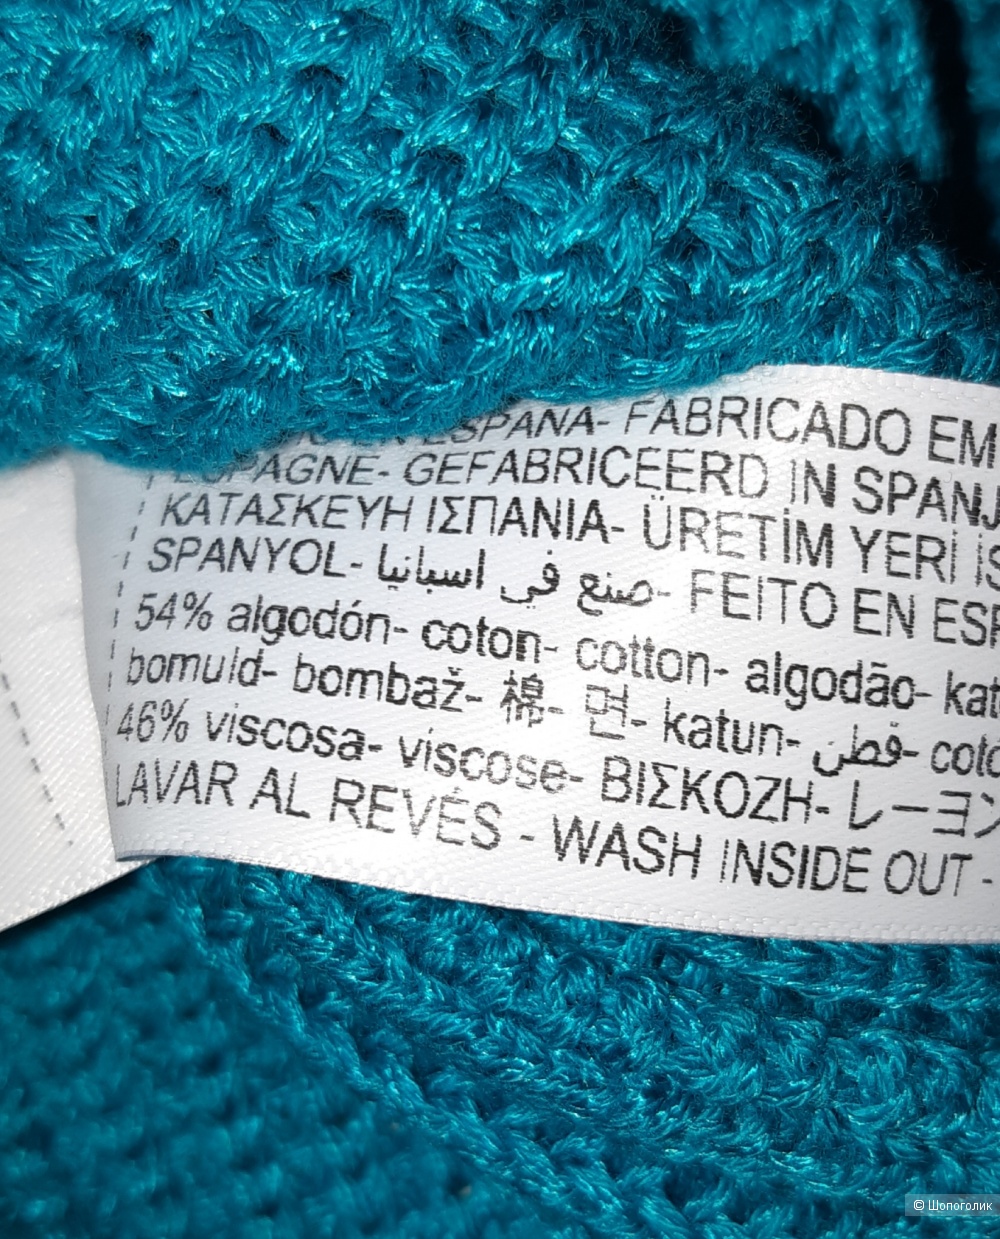 ESPANA- FABRICADO EM
ESPAGNE- GEFABRICEERD IN SPANJ
ΚΑΤΑΣΚΕΥΗ ΙΣΠΑΝΙΑ- ÜRETİM YERİ İS
SPANYOL- صنع في اسبانيا- FEITO EN ESP
54% algodón- coton- cotton- algodão- kat
bomuld- bombaž- 棉- 면- katun- قطن- coto
46% viscosa- viscose- ΒΙΣΚΟΖΗ- レーヨン
LAVAR AL REVÉS - WASH INSIDE OUT -
© Шопоголик